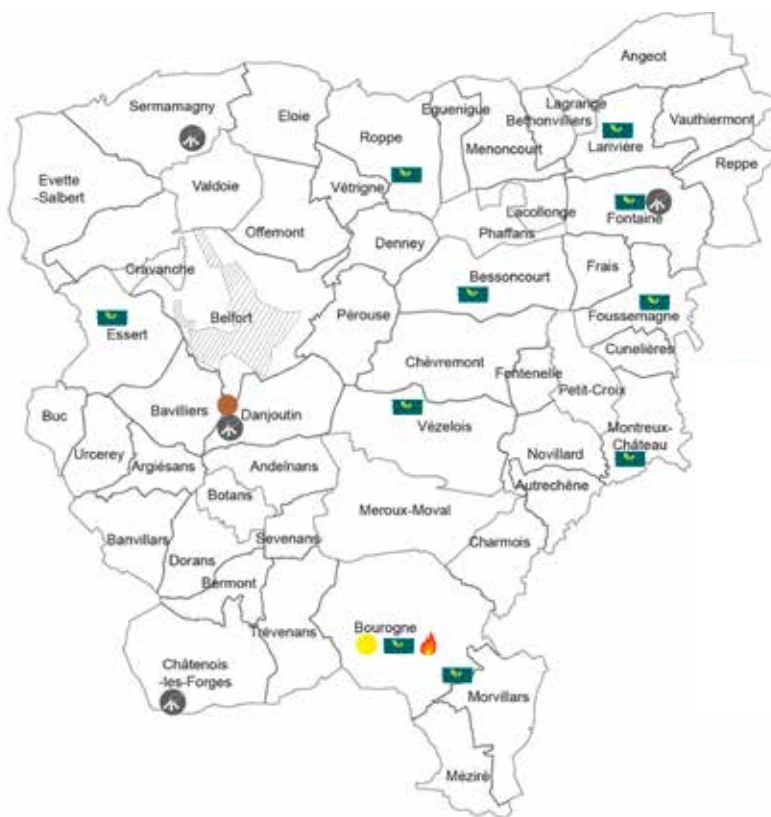 Angeot
Sermamagny
Eloie
Roppe
Eguenigue
Menoncourt
Lagrange
Bethonvilliers
Larivière
Vauthiermont
Reppe
Evette
-Salbert
Valdoie
Vétrigne
Offemont
Denney
Lacollonge
Phaffans
Fontaine
Cravanche
Belfort
Pérouse
Bessoncourt
Frais
Foussemagne
Essert
Chèvremont
Fontenelle
Cunelières
Petit-Croix
Buc
Bavilliers
Danjoutin
Vézelois
Montreux-
Château
Urcerey
Argiésans
Andelnans
Novillard
Botans
Autrechêne
Meroux-Moval
Banvillars
Sevenans
Charmois
Dorans
Bermont
Trévenans
Bourogne
Châtenois
-les-Forges
Morvillars
Méziré